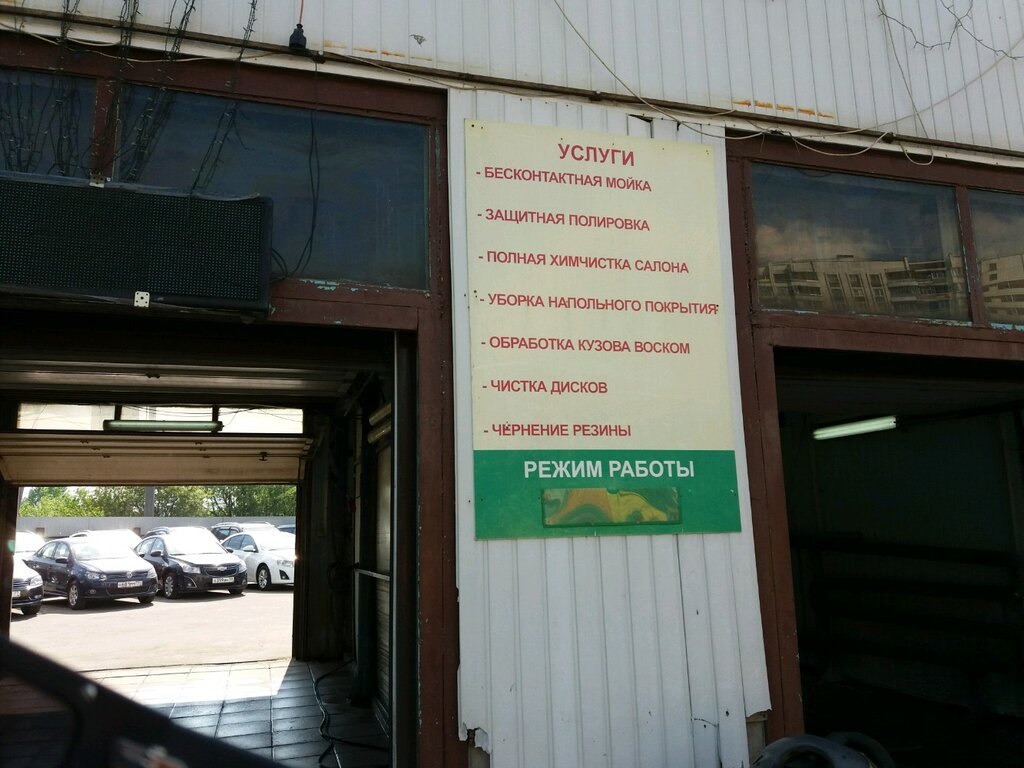 УСЛУГИ
- БЕСКОНТАКТНАЯ МОЙКА
- ЗАЩИТНАЯ ПОЛИРОВКА
- ПОЛНАЯ ХИМЧИСТКА САЛОНА
- УБОРКА НАПОЛЬНОГО ПОКРЫТИЯ
- ОБРАБОТКА КУЗОВА ВОСКОМ
- ЧИСТКА ДИСКОВ
- ЧЕРНЕНИЕ РЕЗИНЫ
РЕЖИМ РАБОТЫ